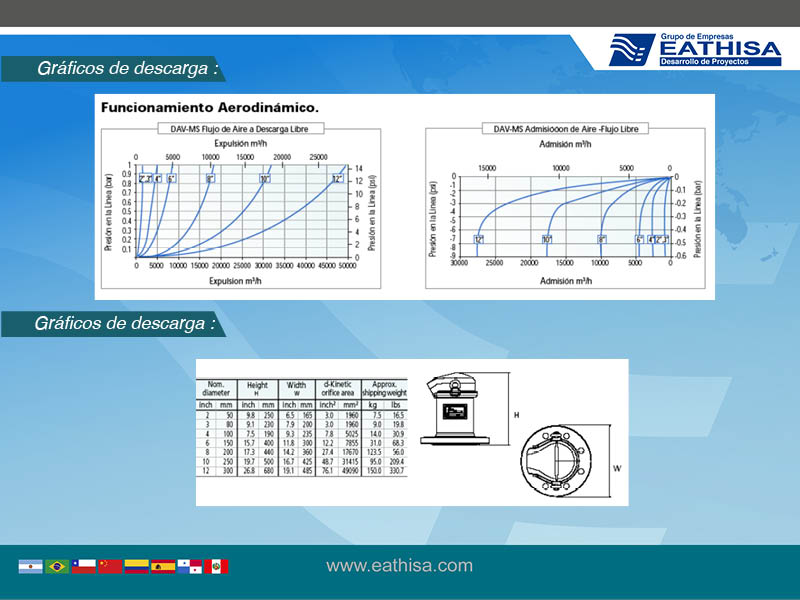 Grupo de Empresas
EATHISA
Desarrollo de Proyectos
Gráficos de descarga :
Funcionamiento Aerodinámico.
DAV-MS Flujo de Aire a Descarga Libre
Expulsión m³/h
0 5000 10000 15000 20000 25000
Presión en la Linea (bar)
1
0.9
0.8
0.7
0.6
0.5
0.4
0.3
0.2
0.1
2",3" 4" 6" 8" 10" 12"
14
12
10
8
6
4
2
0
Presión en la Linea (psi)
0 5000 10000 15000 20000 25000 30000 35000 40000 45000 50000
Expulsion m³/h
DAV-MS Admisióoon de Aire -Flujo Libre
Admisión m³/h
15000 10000 5000 0
Presión en la Linea (psi)
0
-1
-2
-3
-4
-5
-6
-7
-8
-9
12" 10" 8" 6" 4" 2",3"
0
-0.1
-0.2
-0.3
-0.4
-0.5
-0.6
Presión en la Linea (bar)
30000 25000 20000 15000 10000 5000 0
Admisión m³/h
Gráficos de descarga :
Nom. diameter Height H Width W d-Kinetic orifice area Approx. shipping weight
inch mm inch mm inch mm inch² mm² kg lbs
2 50 9.8 250 6.5 165 3.0 1960 7.5 16.5
3 80 9.1 230 7.9 200 3.0 1960 9.0 19.8
4 100 7.5 190 9.3 235 7.8 5025 14.0 30.9
6 150 15.7 400 11.8 300 12.2 7855 31.0 68.3
8 200 17.3 440 14.2 360 27.4 17670 123.5 56.0
10 250 19.7 500 16.7 425 48.7 31415 95.0 209.4
12 300 26.8 680 19.1 485 76.1 49090 150.0 330.7
H
W
www.eathisa.com